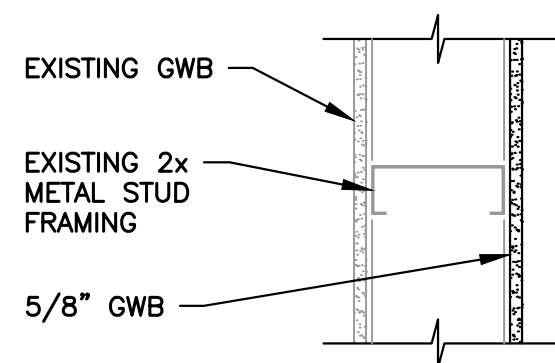 EXISTING GWB
EXISTING 2x
METAL STUD
FRAMING
5/8" GWB